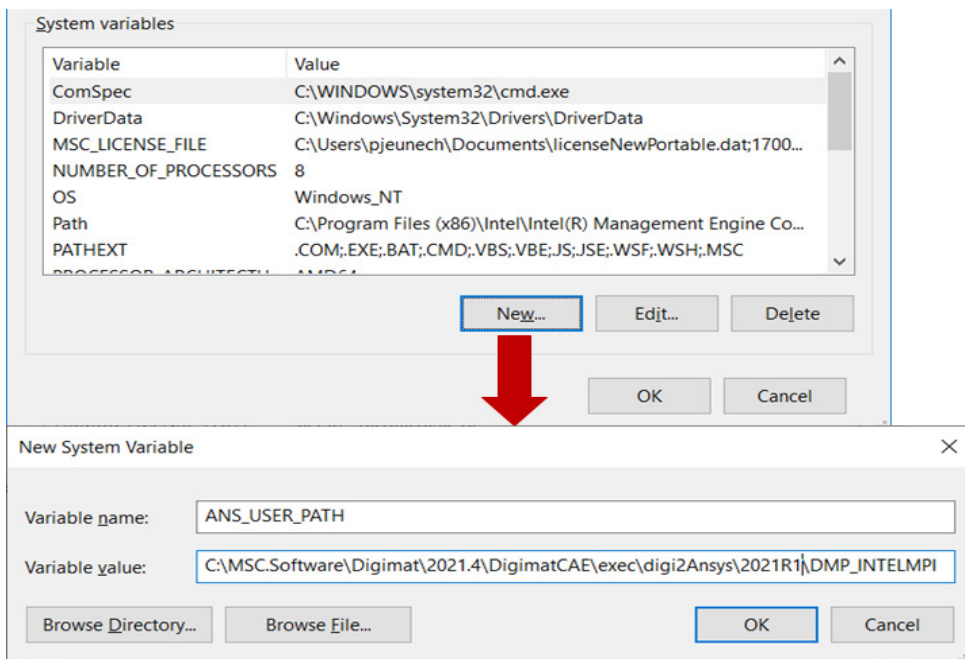 System variables
Variable Value
ComSpec C:\WINDOWS\system32\cmd.exe
DriverData C:\Windows\System32\Drivers\DriverData
MSC_LICENSE_FILE C:\Users\pjeunech\Documents\licenseNewPortable.dat;1700...
NUMBER_OF_PROCESSORS 8
OS Windows_NT
Path C:\Program Files (x86)\Intel\Intel(R) Management Engine Co...
PATHEXT .COM;.EXE;.BAT;.CMD;.VBS;.VBE;.JS;.JSE;.WSF;.WSH;.MSC
New... Edit... Delete
OK Cancel
New System Variable
Variable name: ANS_USER_PATH
Variable value: C:\MSC.Software\Digimat\2021.4\DigimatCAE\exec\digi2Ansys\2021R1\DMP_INTELMPI
Browse Directory... Browse File... OK Cancel